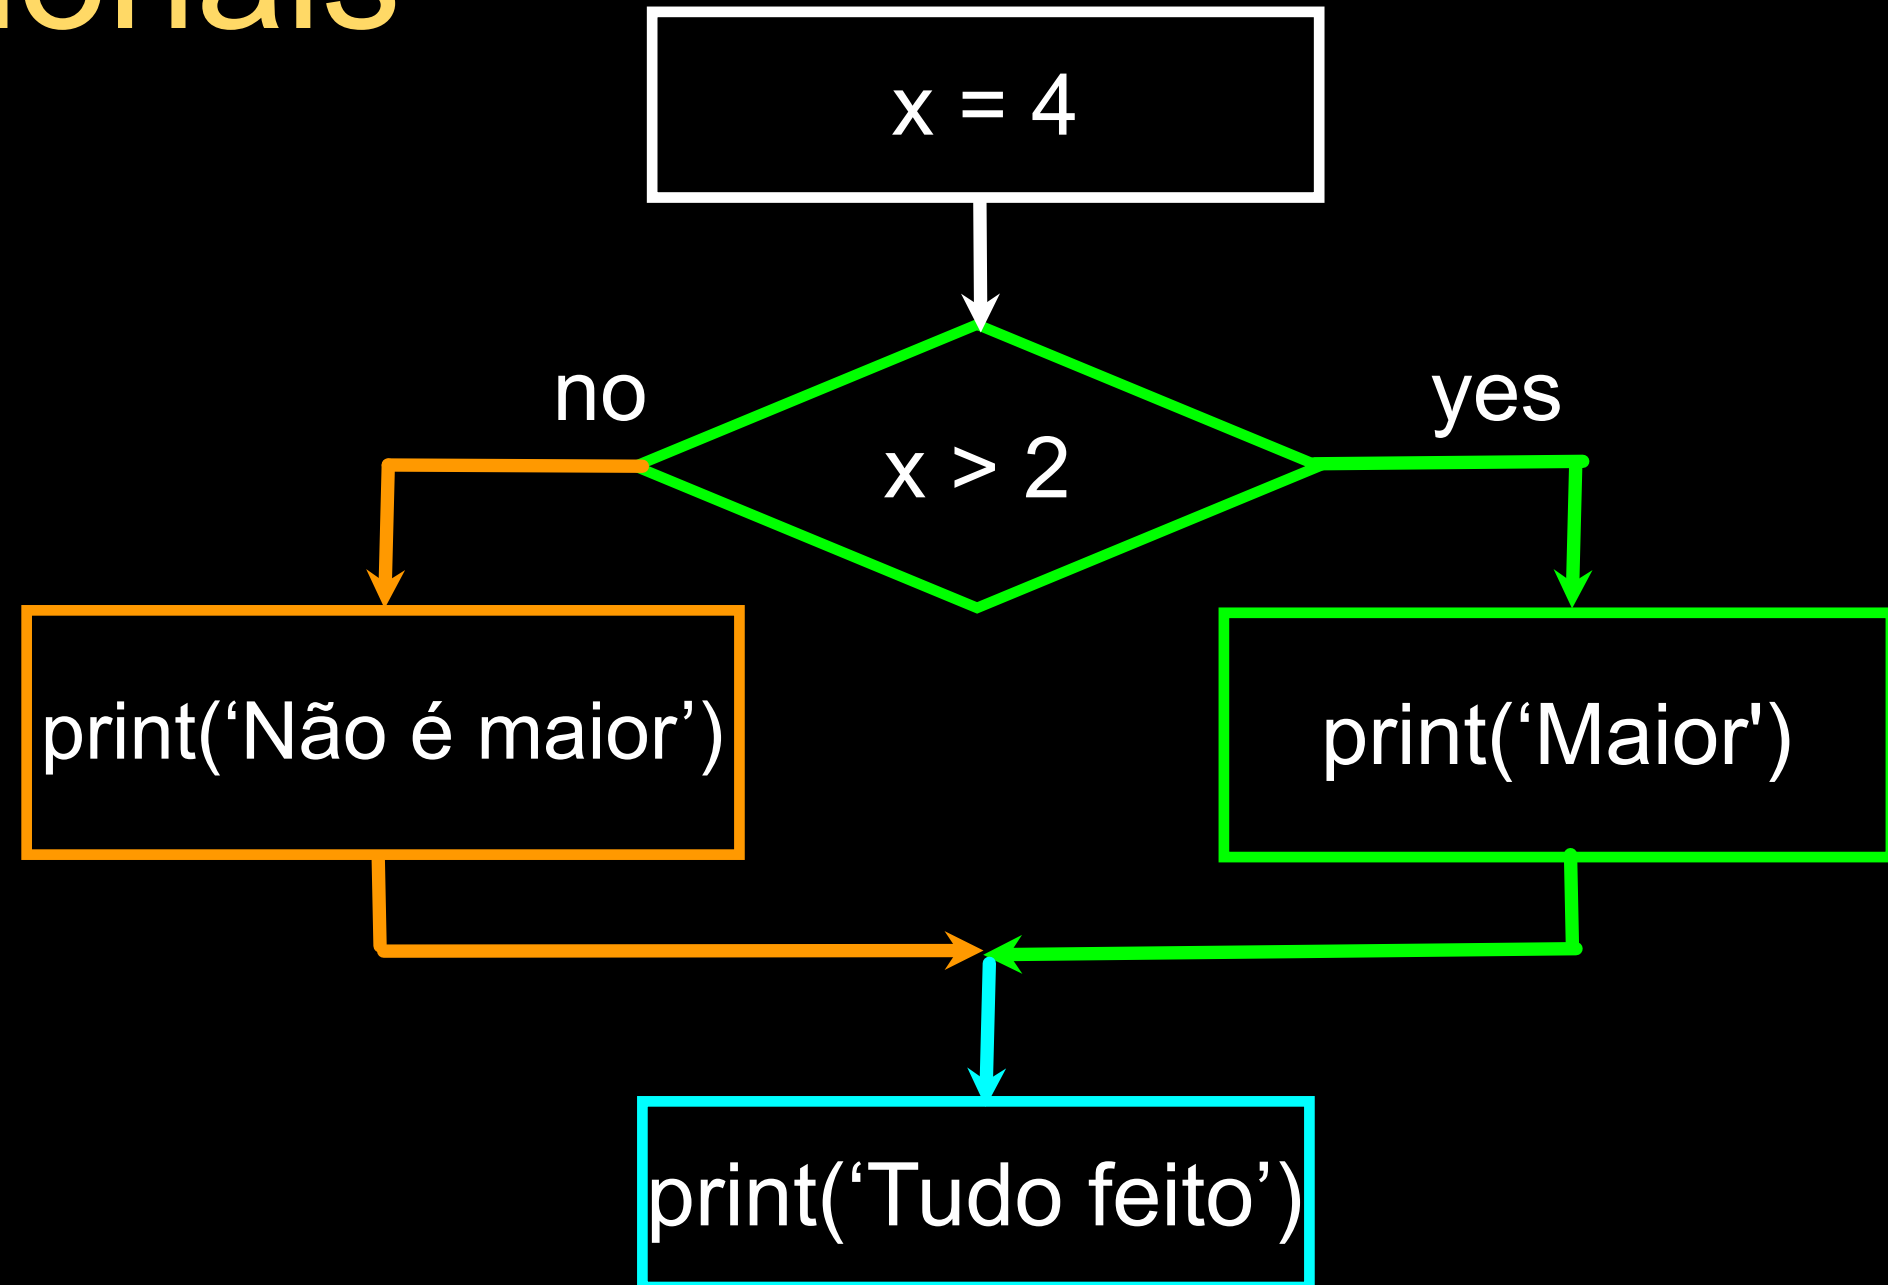 x = 4
no
yes
x > 2
print(‘Não é maior’)
print(‘Maior')
print(‘Tudo feito’)